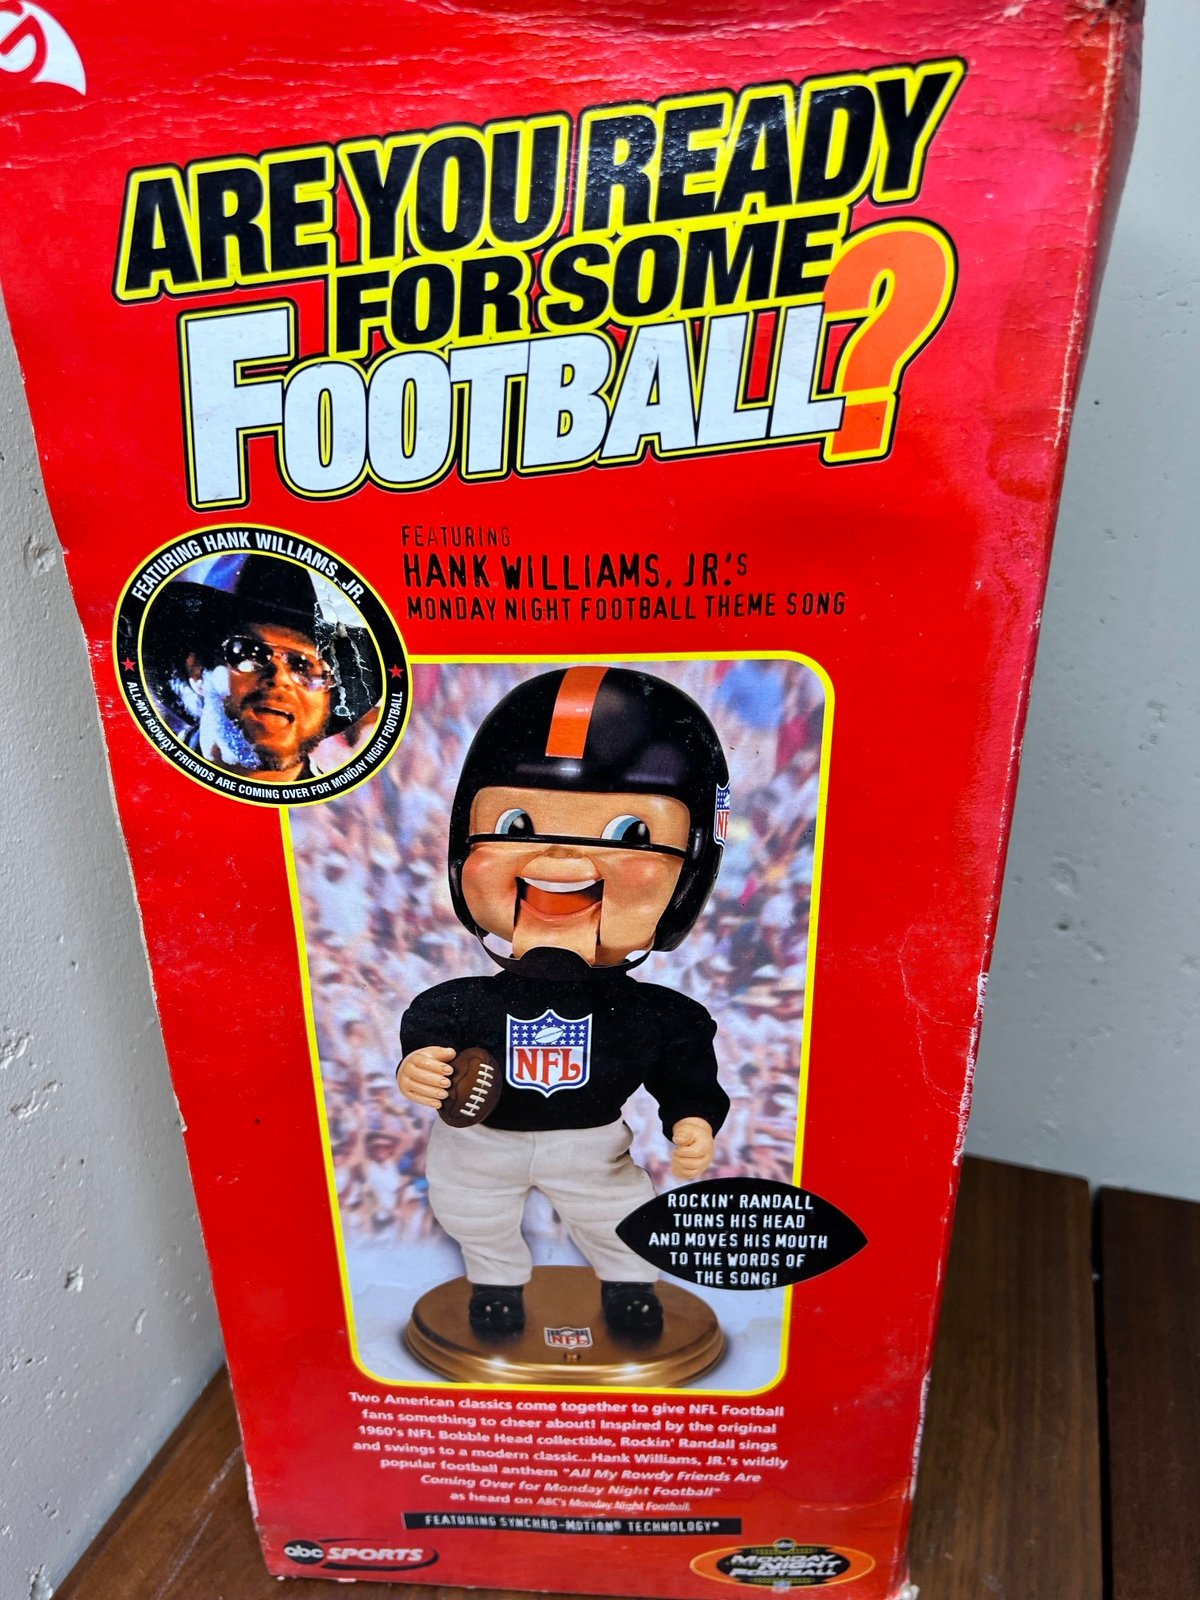 ARE YOU READY
FOR SOME
FOOTBALL?
FEATURING HANK WILLIAMS, JR.
ALL MY ROWDY FRIENDS ARE COMING OVER FOR MONDAY NIGHT FOOTBALL
FEATURING
HANK WILLIAMS, JR.'S
MONDAY NIGHT FOOTBALL THEME SONG
NFL
ROCKIN' RANDALL
TURNS HIS HEAD
AND MOVES HIS MOUTH
TO THE WORDS OF
THE SONG!
NFL
Two American classics come together to give NFL Football
fans something to cheer about! Inspired by the original
1960's NFL Bobble Head collectible, Rockin' Randall sings
and swings to a modern classic...Hank Williams, JR.'s wildly
popular football anthem "All My Rowdy Friends Are
Coming Over for Monday Night Football"
as heard on ABC's Monday Night Football.
FEATURING SYNCHRO-MOTION® TECHNOLOGY*
abc SPORTS
abc
MONDAY
NIGHT
FOOTBALL